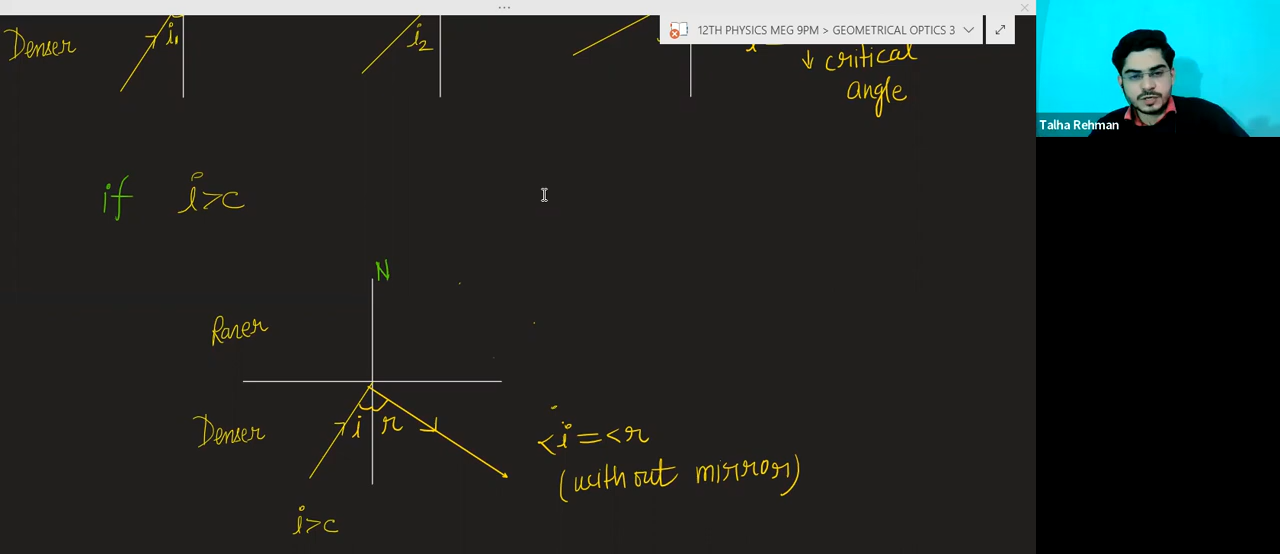 12TH PHYSICS MEG 9PM > GEOMETRICAL OPTICS 3
Denser
i1
i2
critical
angle
Talha Rehman
if i>c
N
Rarer
Denser
i r
<i = <r
(without mirror)
i>c